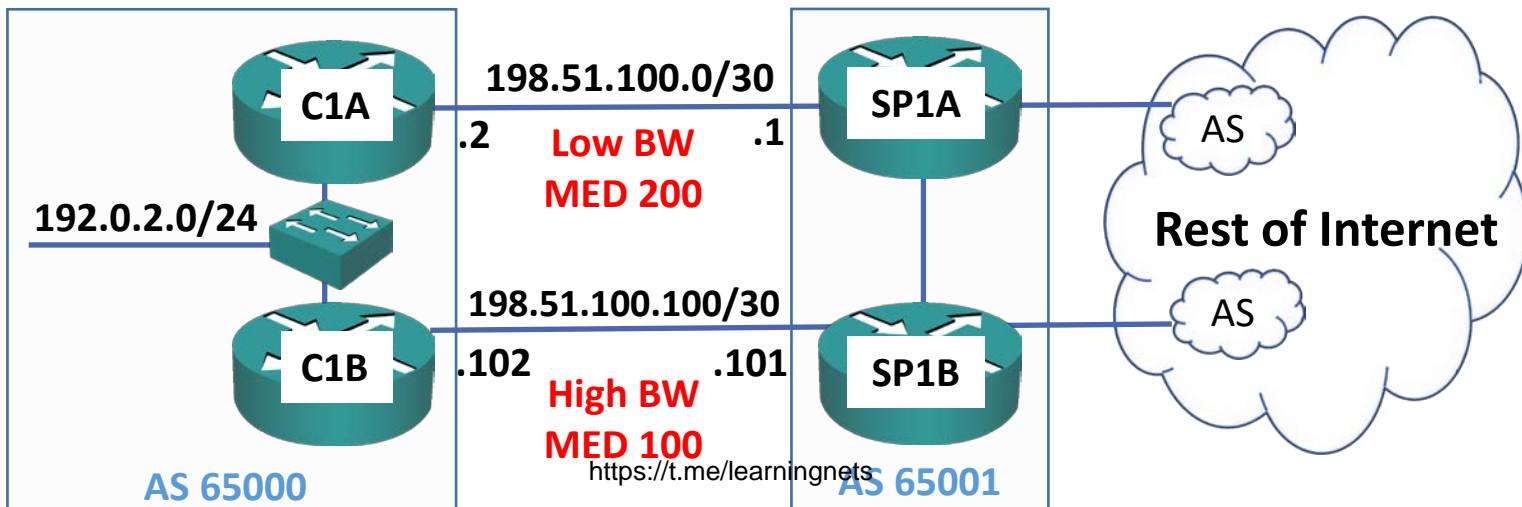 C1A
198.51.100.0/30
SP1A
.2
Low BW
MED 200
.1
AS
192.0.2.0/24
Rest of Internet
198.51.100.100/30
AS
C1B
.102
High BW
MED 100
.101
SP1B
https://t.me/learningnets
AS 65000
AS 65001